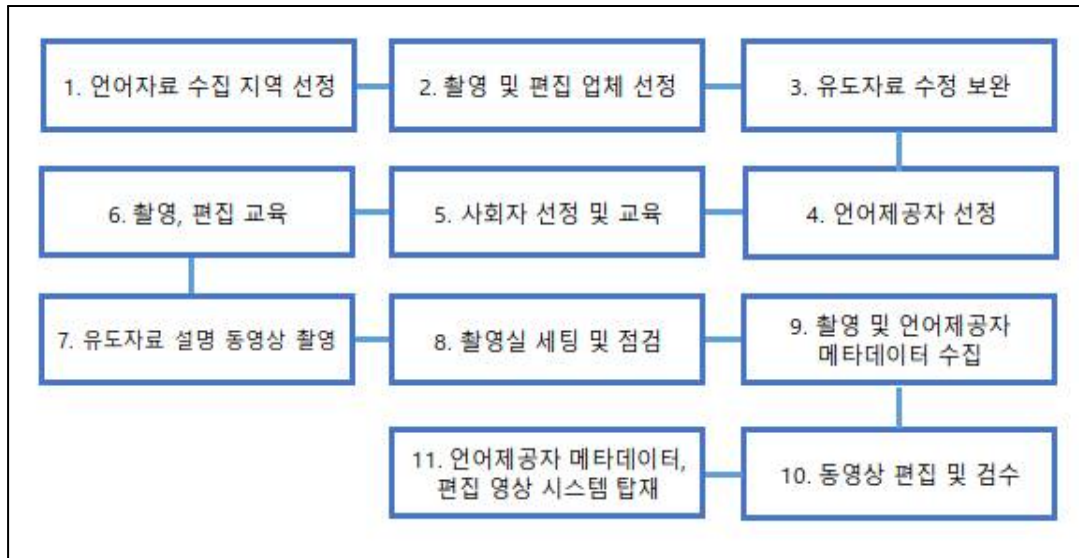 1. 언어자료 수집 지역 선정
2. 촬영 및 편집 업체 선정
3. 유도자료 수정 보완
4. 언어제공자 선정
5. 사회자 선정 및 교육
6. 촬영, 편집 교육
7. 유도자료 설명 동영상 촬영
8. 촬영실 세팅 및 점검
9. 촬영 및 언어제공자
메타데이터 수집
10. 동영상 편집 및 검수
11. 언어제공자 메타데이터,
편집 영상 시스템 탑재